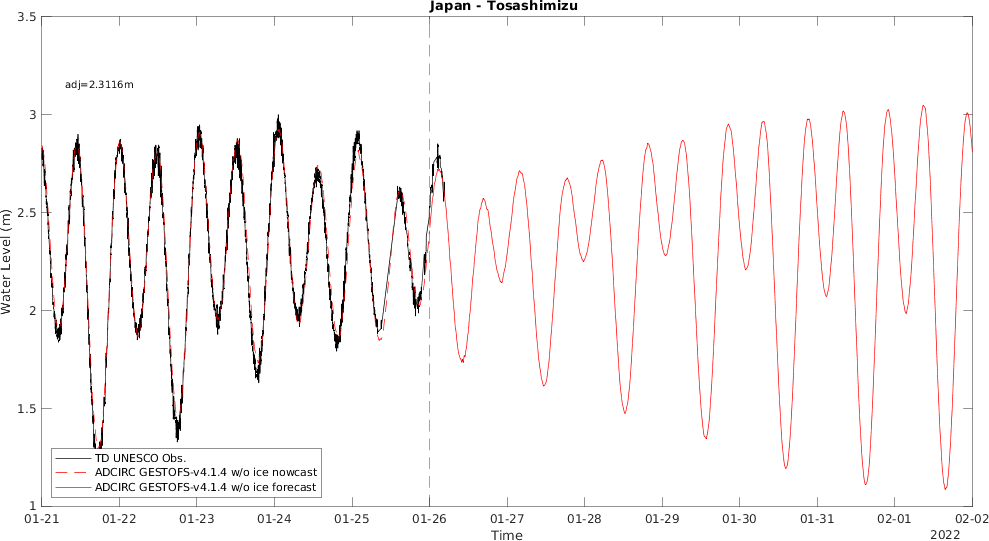 Japan - Tosashimizu
3.5
adj=2.3116m
3
2.5
Water Level (m)
2
1.5
TD UNESCO Obs.
ADCIRC GESTOFS-v4.1.4 w/o ice nowcast
ADCIRC GESTOFS-v4.1.4 w/o ice forecast
1
01-21 01-22 01-23 01-24 01-25 01-26 01-27 01-28 01-29 01-30 01-31 02-01 02-02
Time
2022